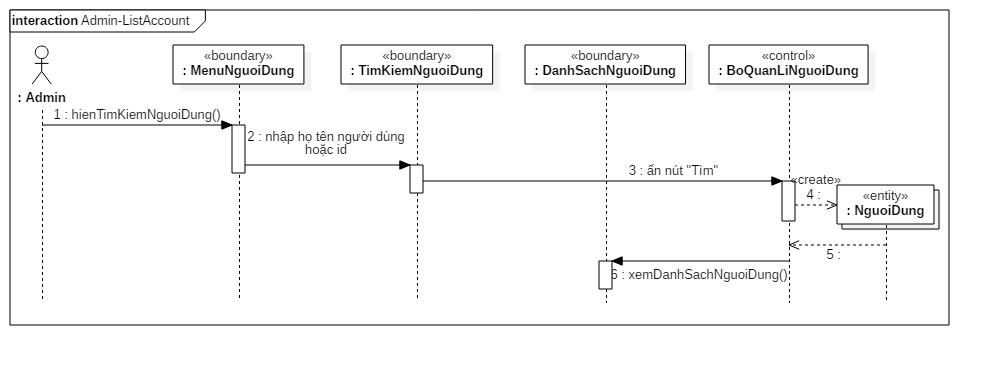 interaction Admin-ListAccount
«boundary»
: MenuNguoiDung
«boundary»
: TimKiemNguoiDung
«boundary»
: DanhSachNguoiDung
«control»
: BoQuanLiNguoiDung
: Admin
1 : hienTimKiemNguoiDung()
2 : nhập họ tên người dùng
hoặc id
3 : ấn nút "Tìm"
«create»
4 :
«entity»
: NguoiDung
5 :
6 : xemDanhSachNguoiDung()